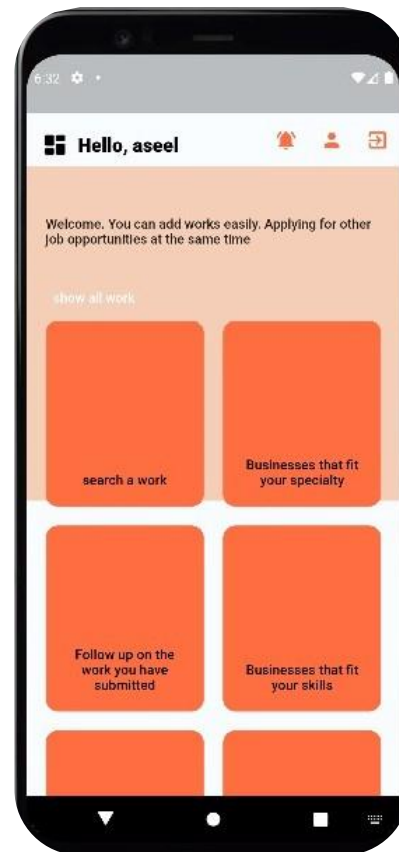 6:32
Hello, aseel
Welcome. You can add works easily. Applying for other
job opportunities at the same time
show all work
search a work
Businesses that fit
your specialty
Follow up on the
work you have
submitted
Businesses that fit
your skills